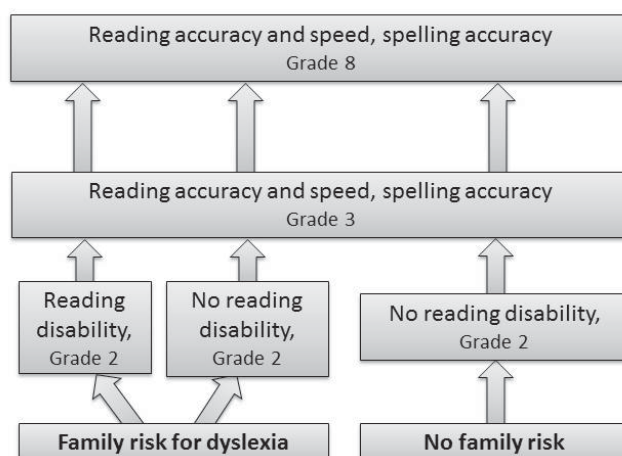 Reading accuracy and speed, spelling accuracy
Grade 8
Reading accuracy and speed, spelling accuracy
Grade 3
Reading
disability,
Grade 2
No reading
disability,
Grade 2
No reading disability,
Grade 2
Family risk for dyslexia
No family risk